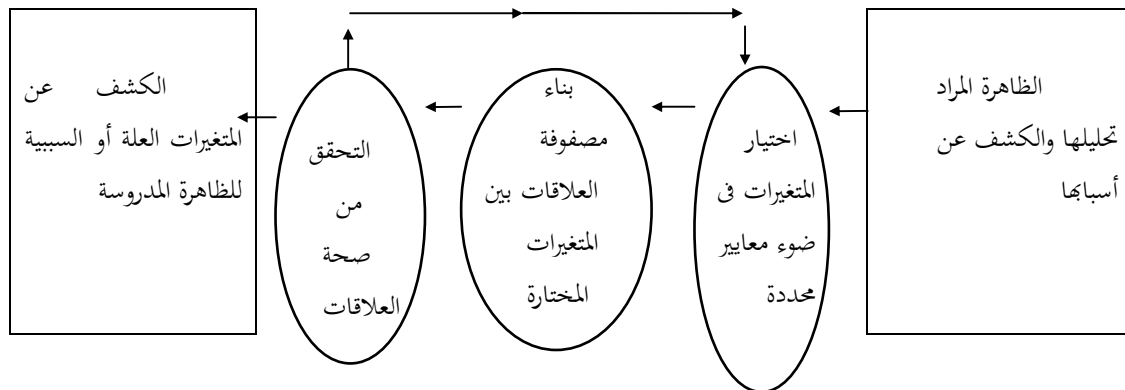 الظاهرة المراد
تحليلها والكشف عن
أسبابها
اختيار
المتغيرات فى
ضوء معايير
محددة
بناء
مصفوفة
العلاقات بين
المتغيرات
المختارة
التحقق
من
صحة
العلاقات
الكشف عن
المتغيرات العلة أو السببية
للظاهرة المدروسة